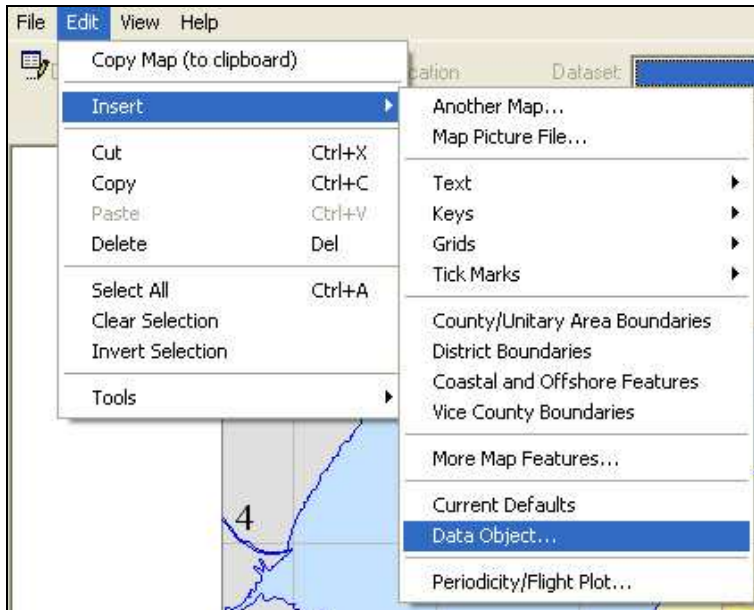 File Edit View Help
Copy Map (to clipboard)
Dataset:
Insert
Another Map...
Map Picture File...
Cut Ctrl+X
Copy Ctrl+C
Text
Paste Ctrl+V
Keys
Delete Del
Grids
Tick Marks
Select All Ctrl+A
Clear Selection
County/Unitary Area Boundaries
Invert Selection
District Boundaries
Coastal and Offshore Features
Tools
Vice County Boundaries
More Map Features...
4
Current Defaults
Data Object...
Periodicity/Flight Plot...